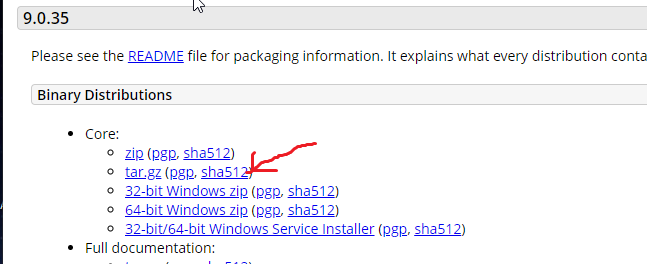 9.0.35
Please see the README file for packaging information. It explains what every distribution conta
Binary Distributions
Core:
zip (pgp, sha512)
tar.gz (pgp, sha512)
32-bit Windows zip (pgp, sha512)
64-bit Windows zip (pgp, sha512)
32-bit/64-bit Windows Service Installer (pgp, sha512)
Full documentation: